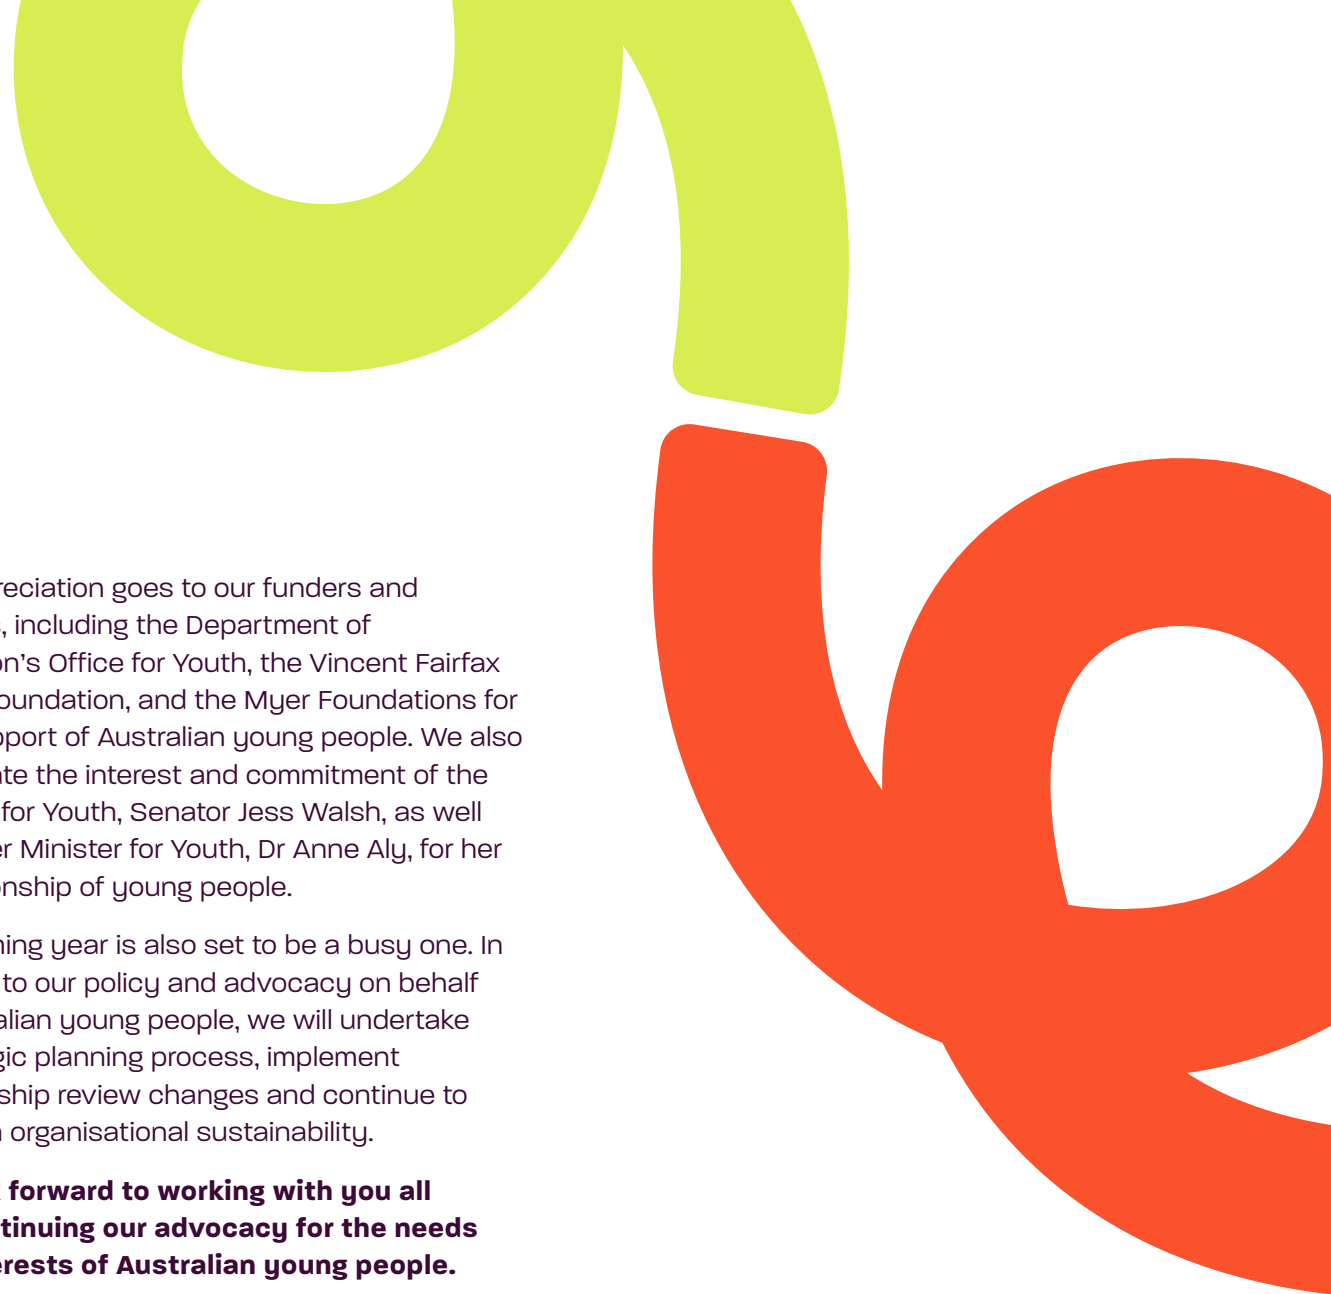 reciation goes to our funders and
, including the Department of
on's Office for Youth, the Vincent Fairfax
oundation, and the Myer Foundations for
pport of Australian young people. We also
ate the interest and commitment of the
for Youth, Senator Jess Walsh, as well
er Minister for Youth, Dr Anne Aly, for her
onship of young people.
ning year is also set to be a busy one. In
to our policy and advocacy on behalf
alian young people, we will undertake
gic planning process, implement
ship review changes and continue to
organisational sustainability.
forward to working with you all
tinuing our advocacy for the needs
erests of Australian young people.